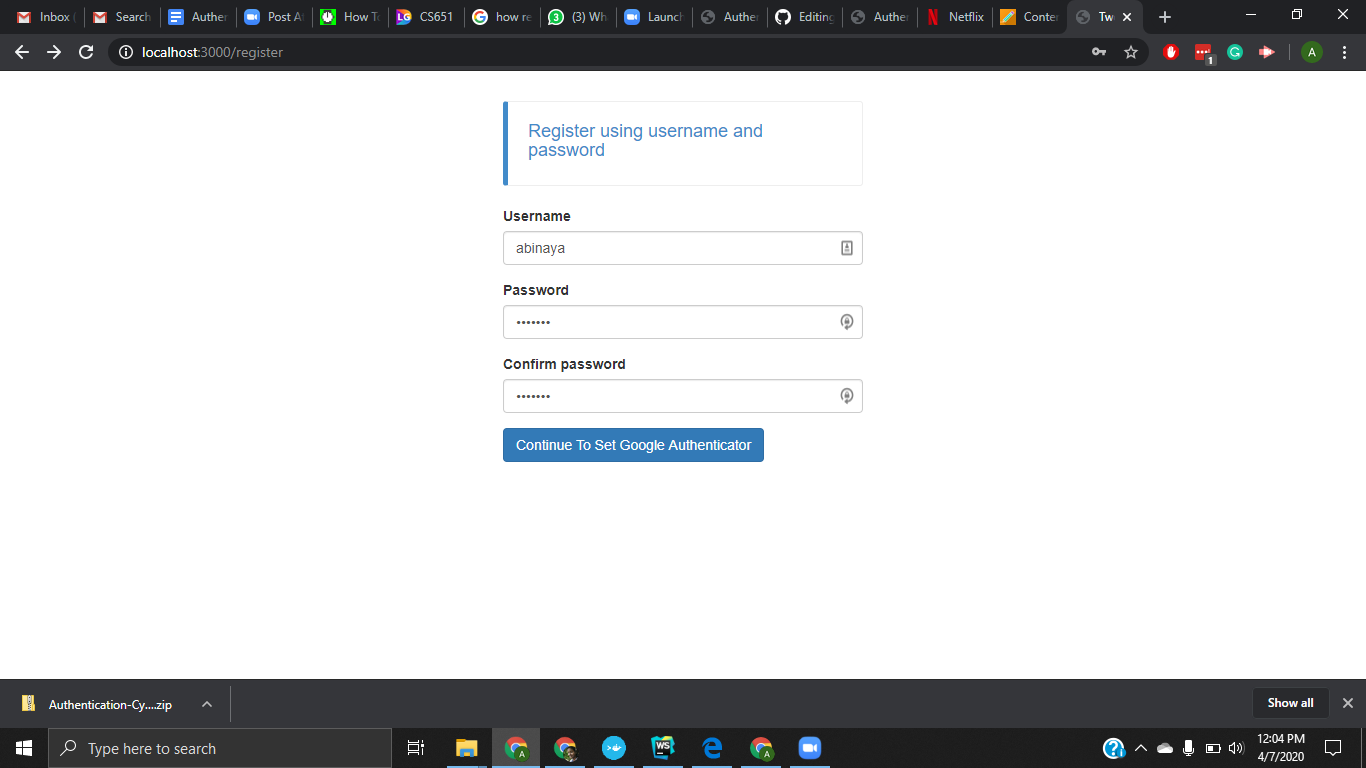 Inbox (
Search
Auther
Post At
How To
CS651
how re
(3) Wh
Launch
Auther
Editing
Auther
Netflix
Conter
Tw
localhost:3000/register
1
A
Register using username and
password
Username
abinaya
Password
•••••••
Confirm password
•••••••
Continue To Set Google Authenticator
Authentication-Cy....zip
Show all
Type here to search
12:04 PM
4/7/2020